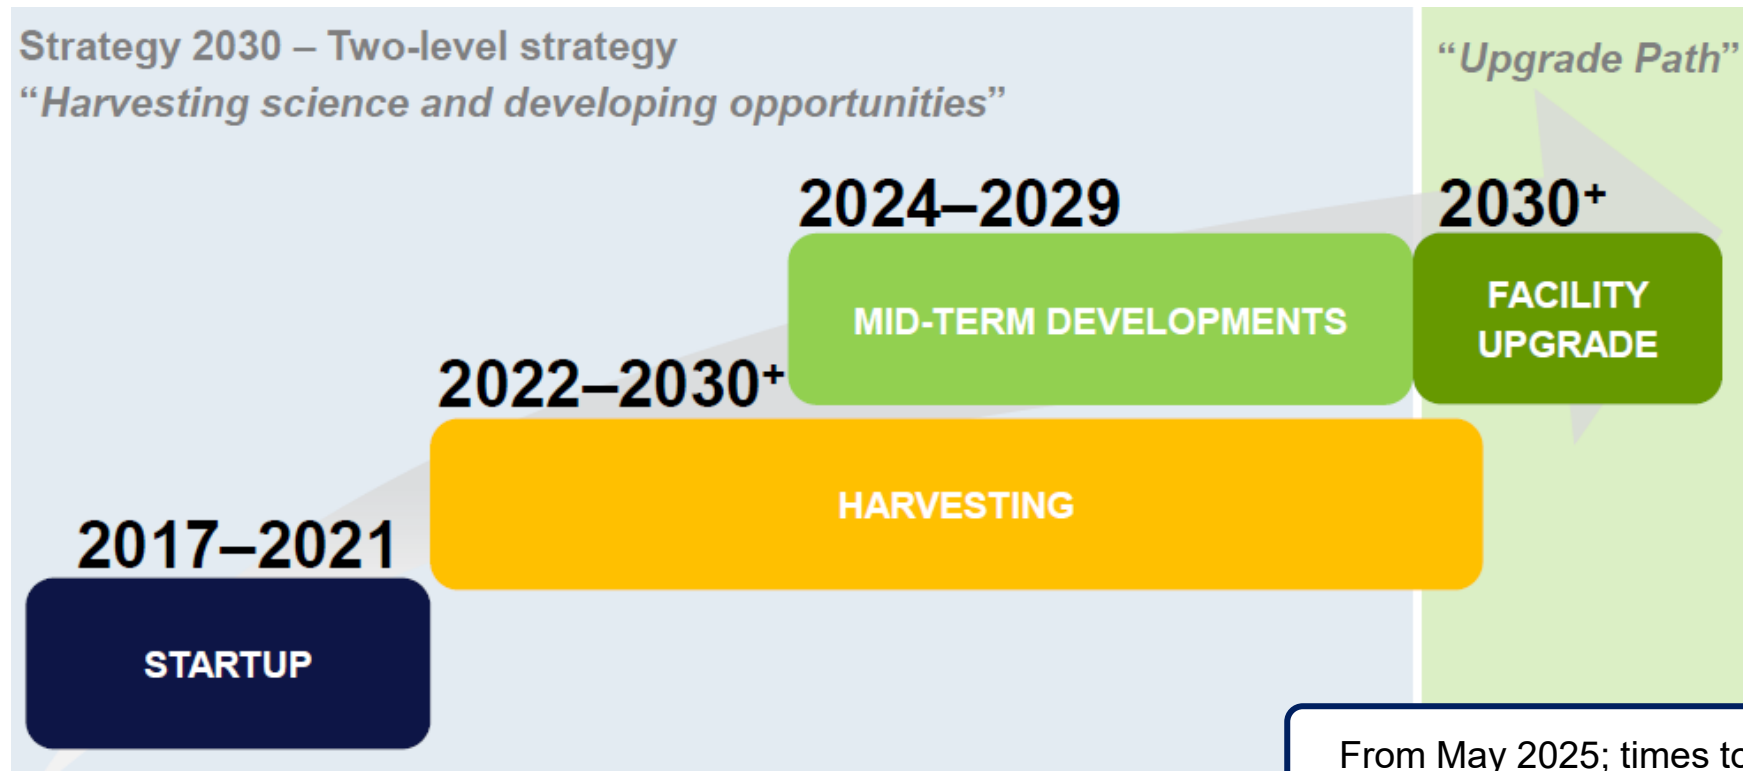 Strategy 2030 – Two-level strategy
“Harvesting science and developing opportunities”
“Upgrade Path”
2024–2029
2030⁺
MID-TERM DEVELOPMENTS
FACILITY
UPGRADE
2022–2030⁺
HARVESTING
2017–2021
STARTUP
From May 2025; times to